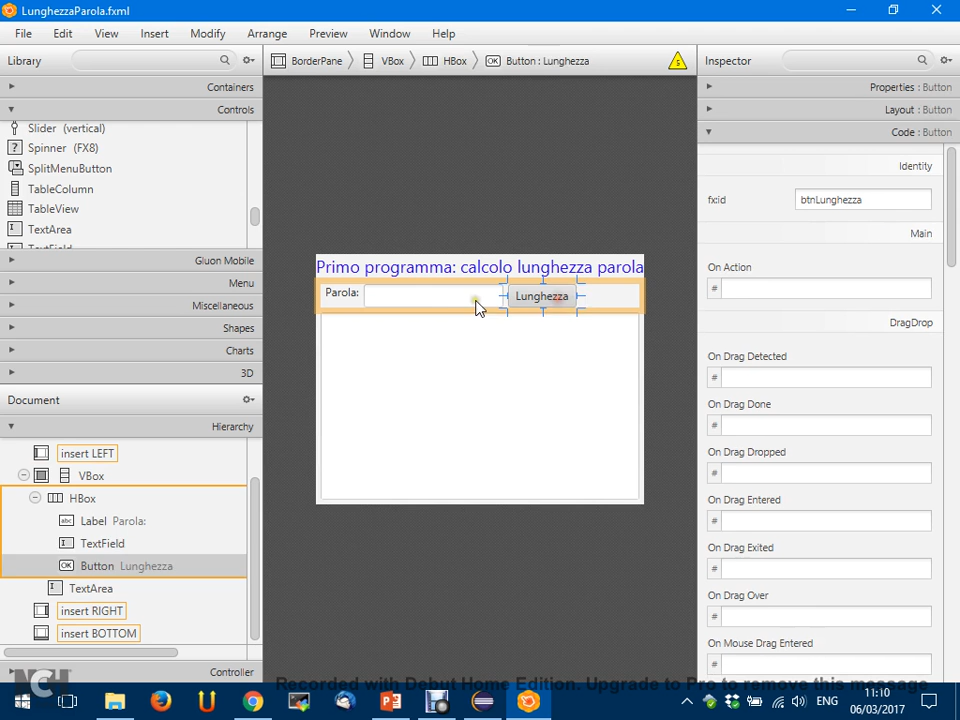 LunghezzaParola.fxml
File Edit View Insert Modify Arrange Preview Window Help
Library
BorderPane VBox HBox Button : Lunghezza
5
Inspector
Containers
Controls
Slider (vertical)
Spinner (FX8)
SplitMenuButton
TableColumn
TableView
TextArea
TextField
Gluon Mobile
Menu
Miscellaneous
Shapes
Charts
3D
Document
Hierarchy
insert LEFT
VBox
HBox
Label Parola:
TextField
Button Lunghezza
TextArea
insert RIGHT
insert BOTTOM
Controller
Primo programma: calcolo lunghezza parola
Parola:
Lunghezza
Properties : Button
Layout : Button
Code : Button
Identity
fx:id
btnLunghezza
Main
On Action
#
DragDrop
On Drag Detected
#
On Drag Done
#
On Drag Dropped
#
On Drag Entered
#
On Drag Exited
#
On Drag Over
#
On Mouse Drag Entered
#
NCH
Recorded with Debut Home Edition. Upgrade to Pro to remove this message
ENG
11:10
06/03/2017